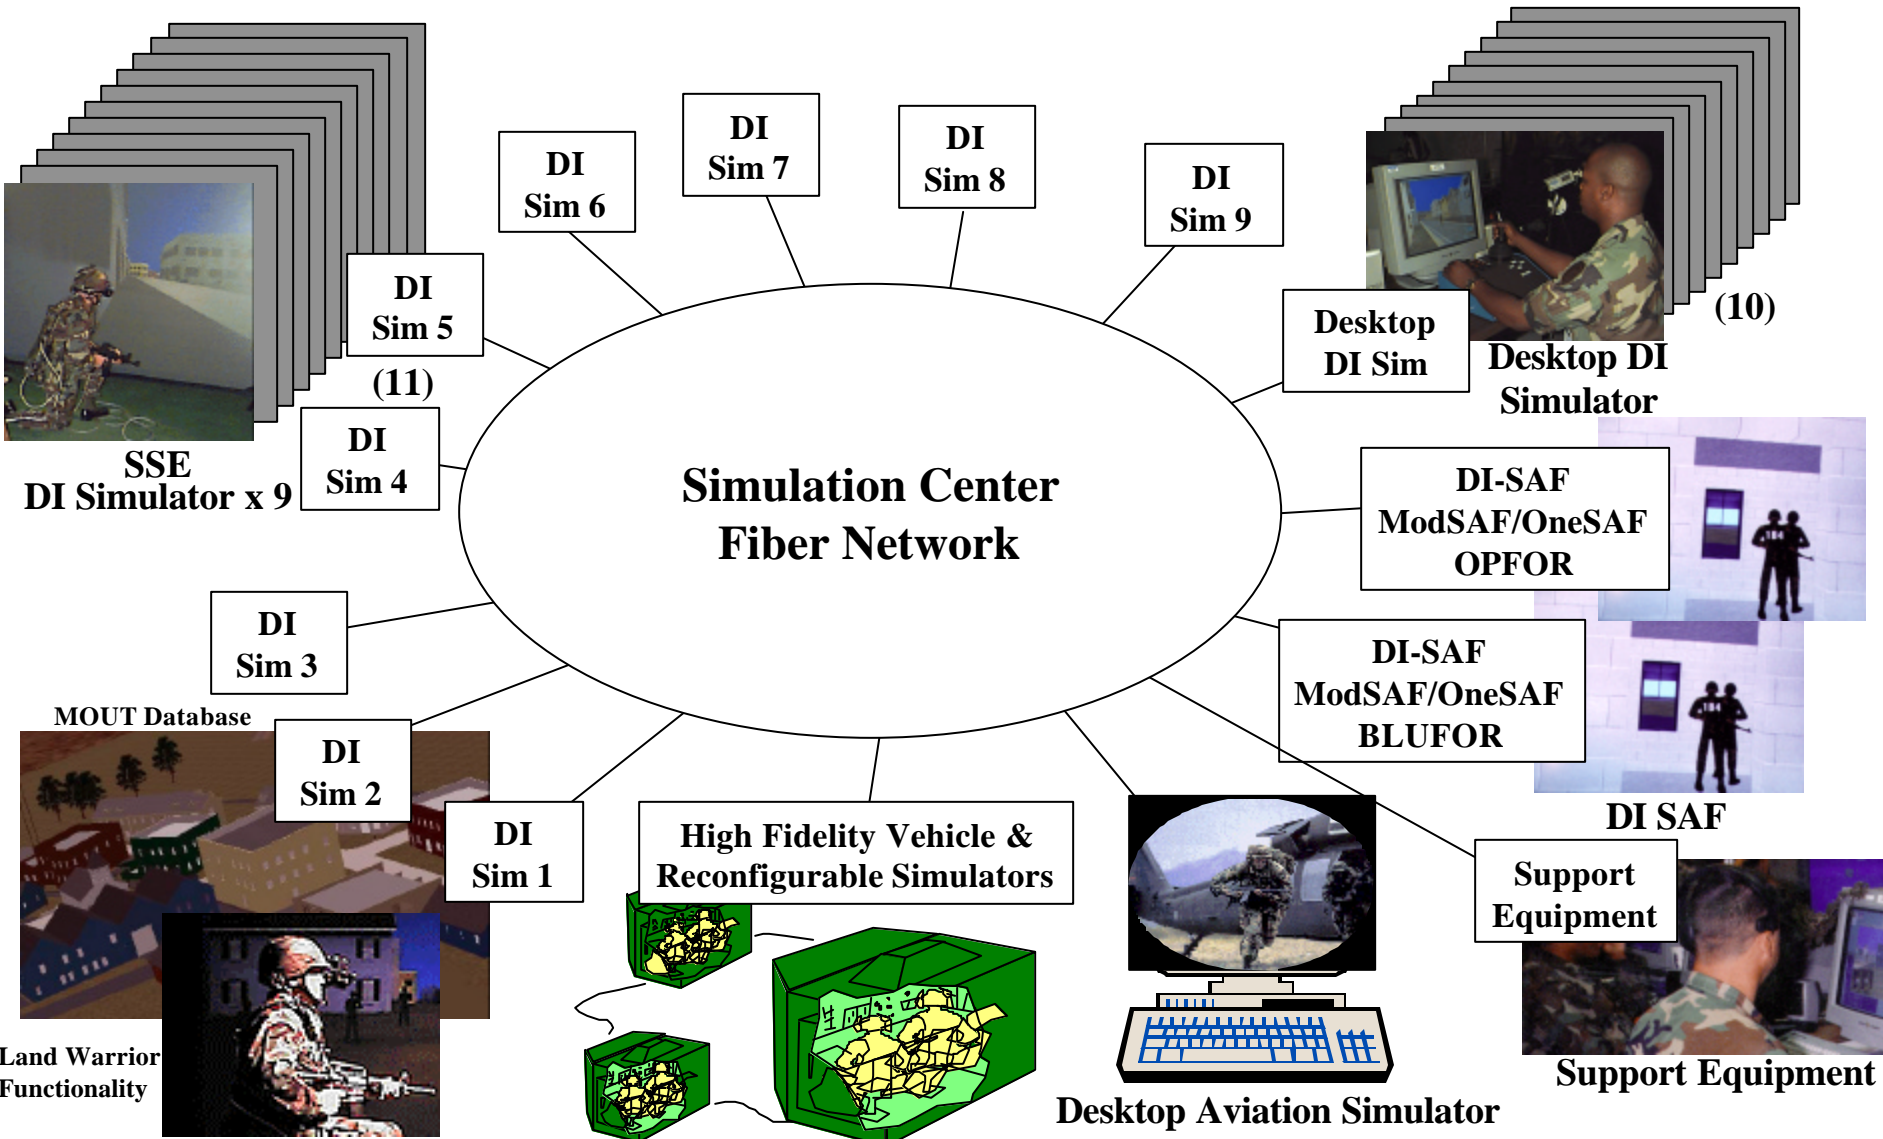 DI
Sim 6
DI
Sim 7
DI
Sim 8
DI
Sim 9
DI
Sim 5
(11)
(10)
Desktop
DI Sim
Desktop DI
Simulator
DI
Sim 4
SSE
DI Simulator x 9
Simulation Center
Fiber Network
DI-SAF
ModSAF/OneSAF
OPFOR
DI
Sim 3
DI-SAF
ModSAF/OneSAF
BLUFOR
MOUT Database
DI
Sim 2
DI
Sim 1
High Fidelity Vehicle &
Reconfigurable Simulators
DI SAF
Support
Equipment
Land Warrior
Functionality
Support Equipment
Desktop Aviation Simulator